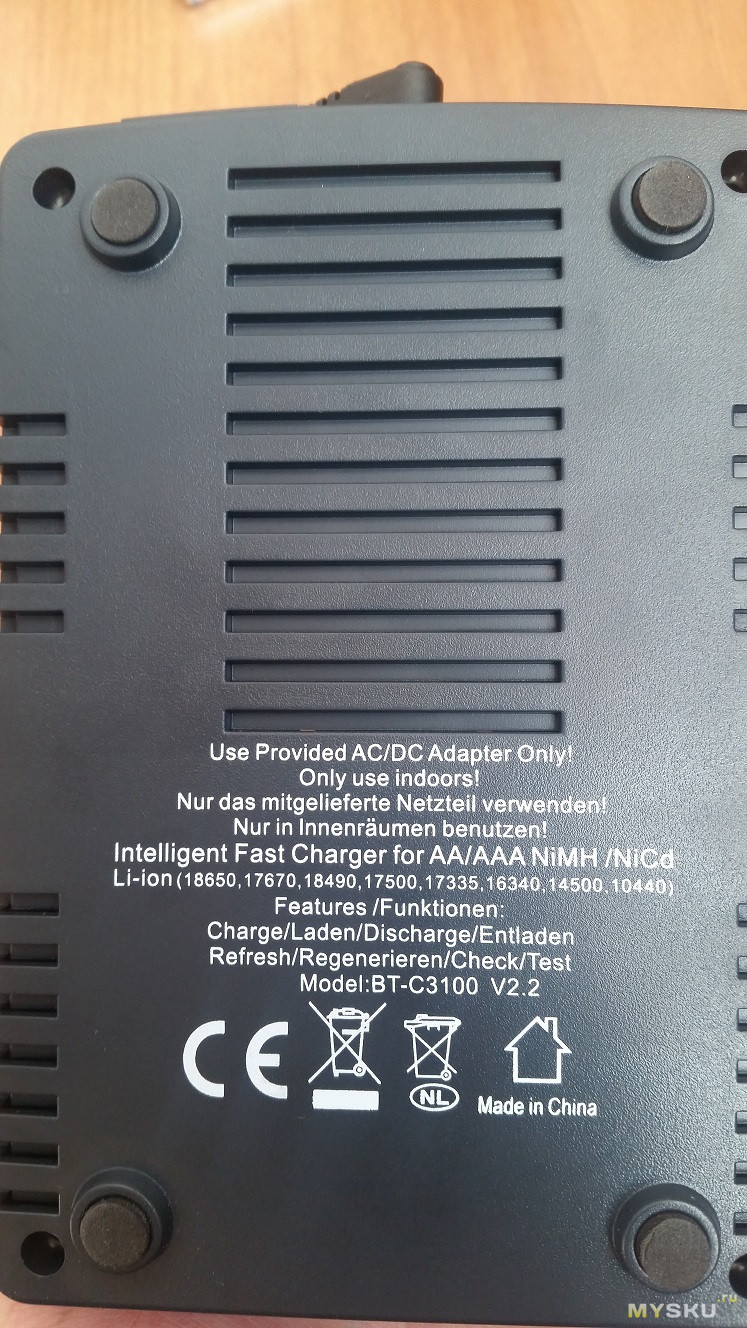 Use Provided AC/DC Adapter Only!
Only use indoors!
Nur das mitgelieferte Netzteil verwenden!
Nur in Innenräumen benutzen!
Intelligent Fast Charger for AA/AAA NiMH /NiCd
Li-ion (18650,17670,18490,17500,17335,16340,14500,10440)
Features /Funktionen:
Charge/Laden/Discharge/Entladen
Refresh/Regenerieren/Check/Test
Model:BT-C3100 V2.2
CE
NL
Made in China
MYSKU.ru